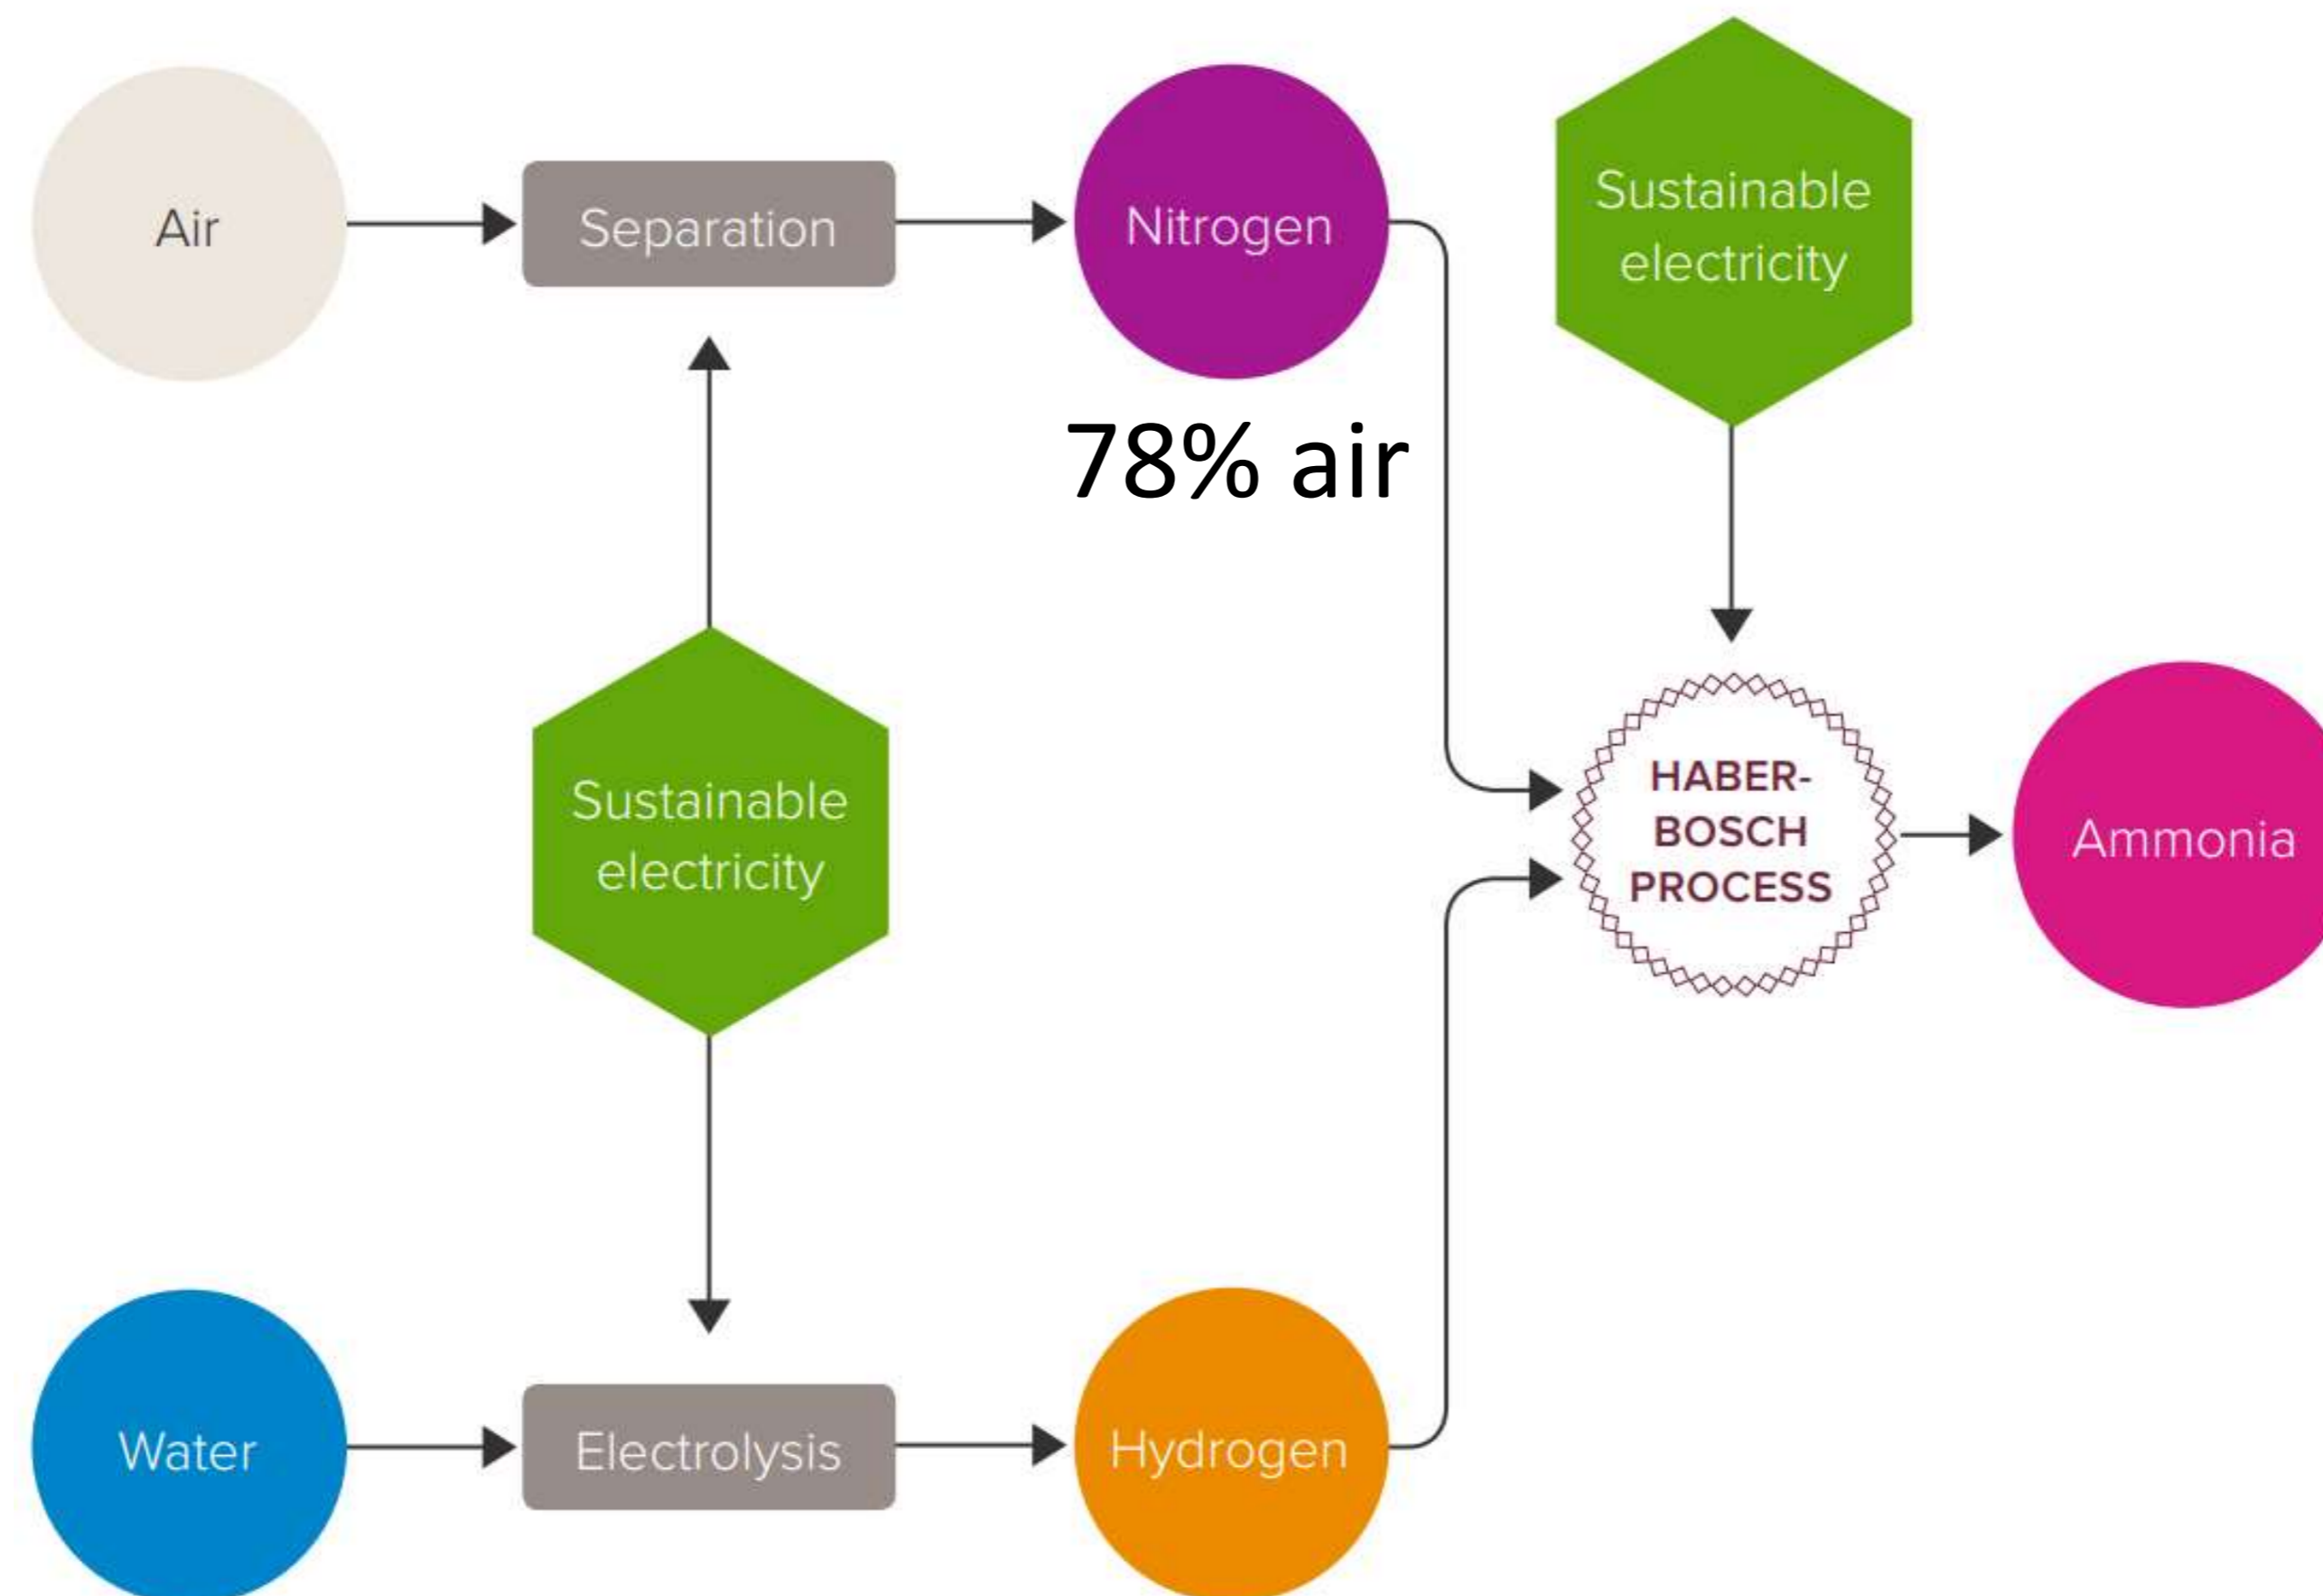 Air
Separation
Nitrogen
78% air
Sustainable
electricity
Sustainable
electricity
HABER-
BOSCH
PROCESS
Ammonia
Water
Electrolysis
Hydrogen